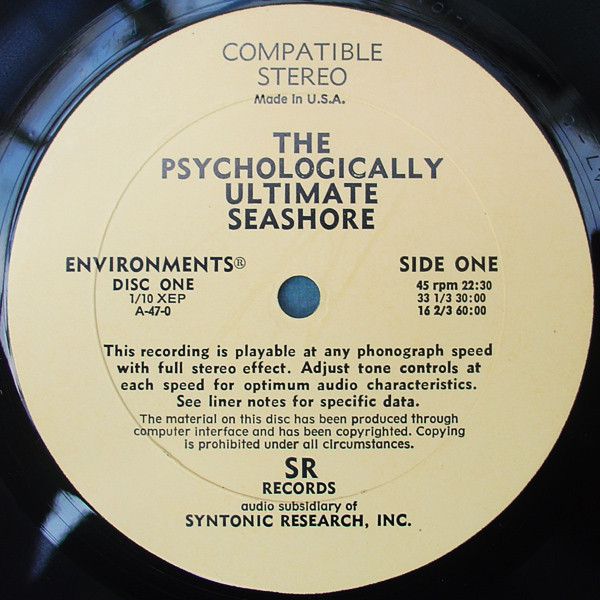 COMPATIBLE
STEREO
Made in U.S.A.
THE
PSYCHOLOGICALLY
ULTIMATE
SEASHORE
ENVIRONMENTS®
DISC ONE
1/10 XEP
A-47-0
SIDE ONE
45 rpm 22:30
33 1/3 30:00
16 2/3 60:00
This recording is playable at any phonograph speed
with full stereo effect. Adjust tone controls at
each speed for optimum audio characteristics.
See liner notes for specific data.
The material on this disc has been produced through
computer interface and has been copyrighted. Copying
is prohibited under all circumstances.
SR
RECORDS
audio subsidiary of
SYNTONIC RESEARCH, INC.